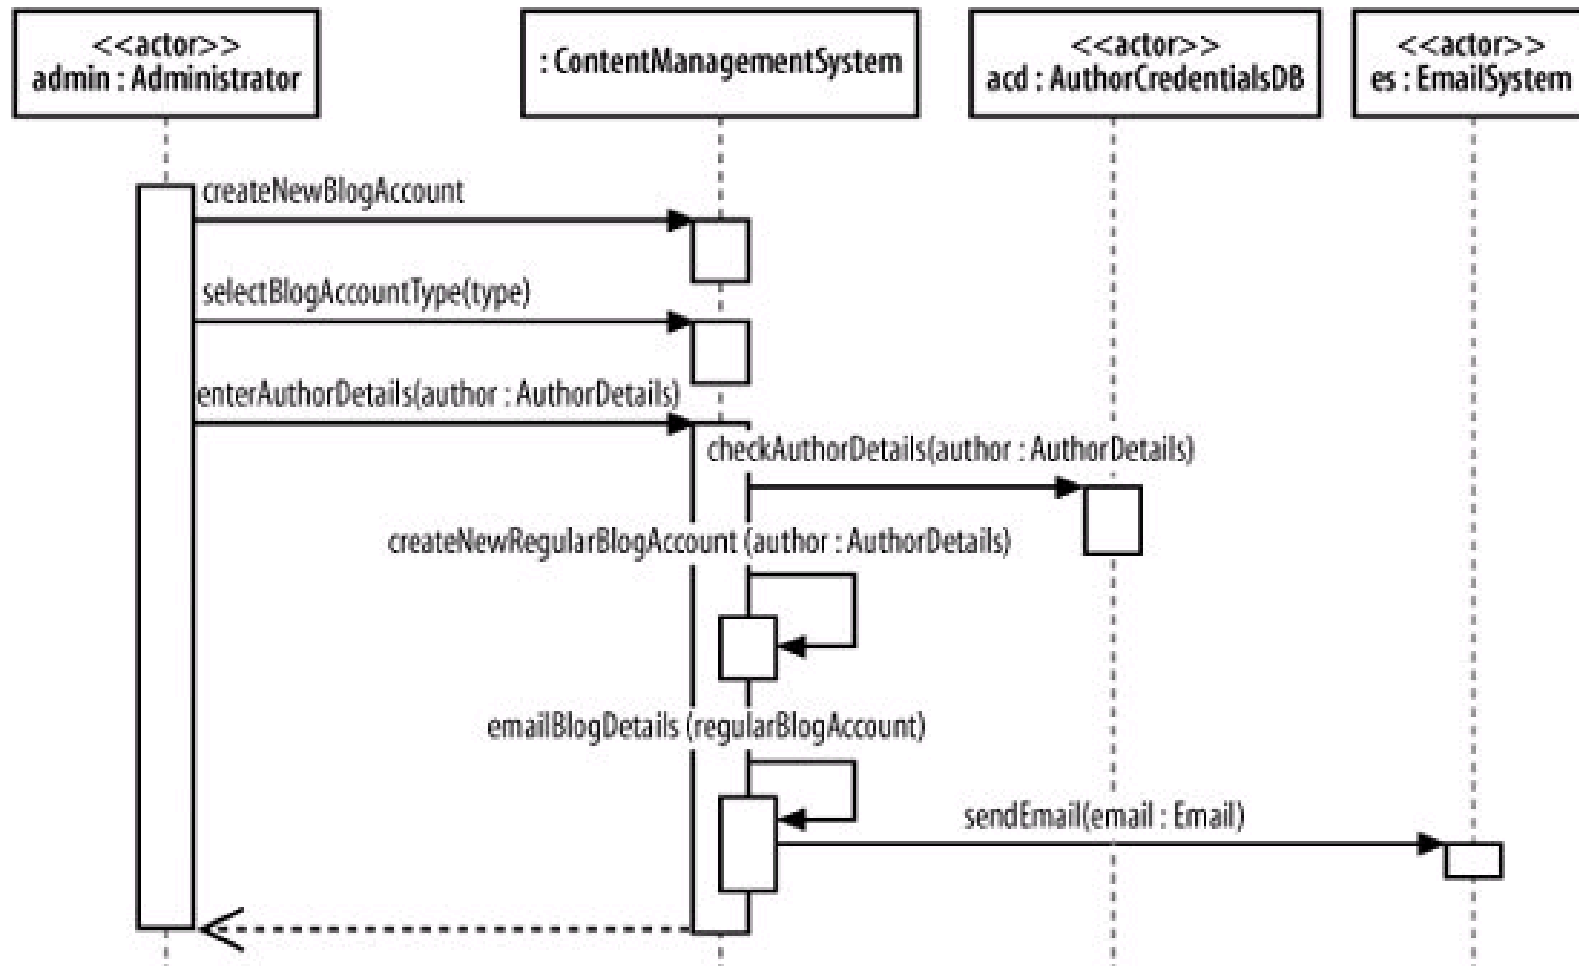 <<actor>>
admin : Administrator
: ContentManagementSystem
<<actor>>
acd : AuthorCredentialsDB
<<actor>>
es : EmailSystem
createNewBlogAccount
selectBlogAccountType(type)
enterAuthorDetails(author : AuthorDetails)
checkAuthorDetails(author : AuthorDetails)
createNewRegularBlogAccount (author : AuthorDetails)
emailBlogDetails (regularBlogAccount)
sendEmail(email : Email)